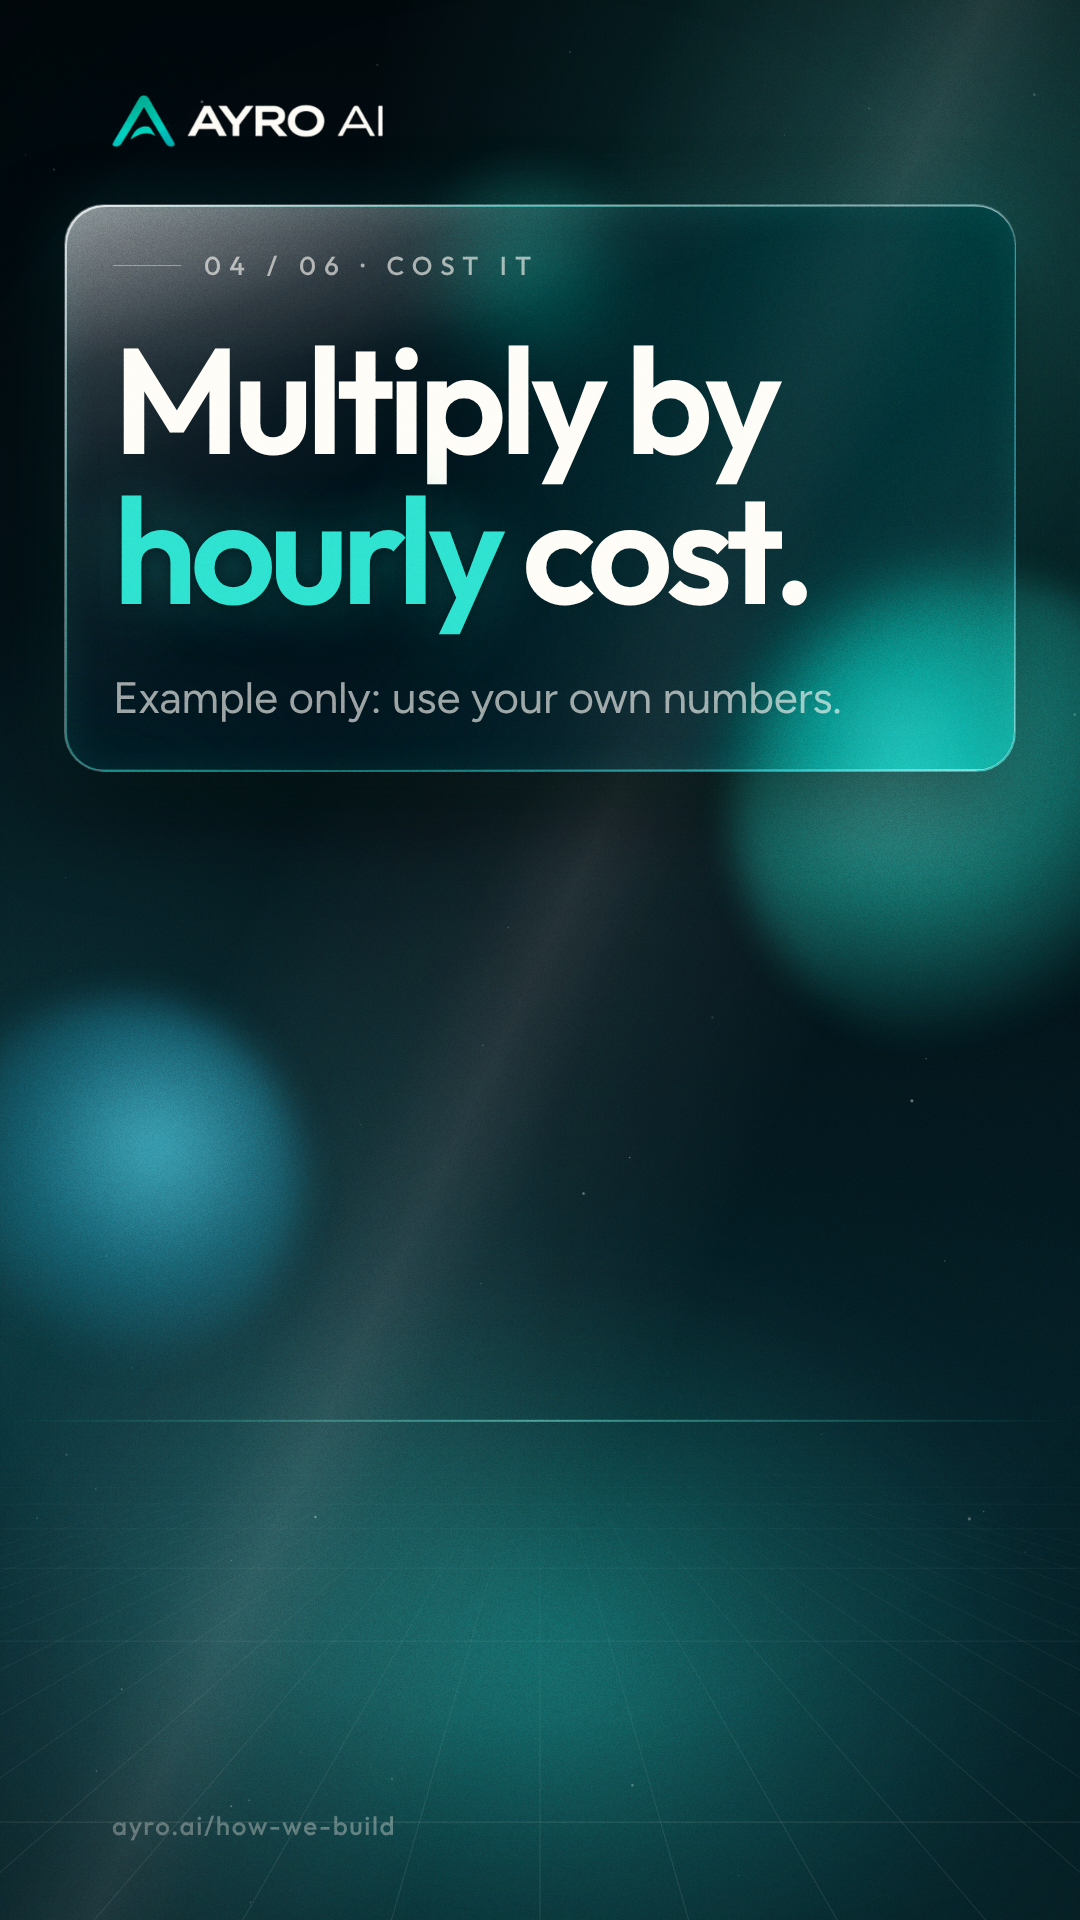 AYRO AI
04 / 06 · COST IT
Multiply by
hourly cost.
Example only: use your own numbers.
ayro.ai/how-we-build